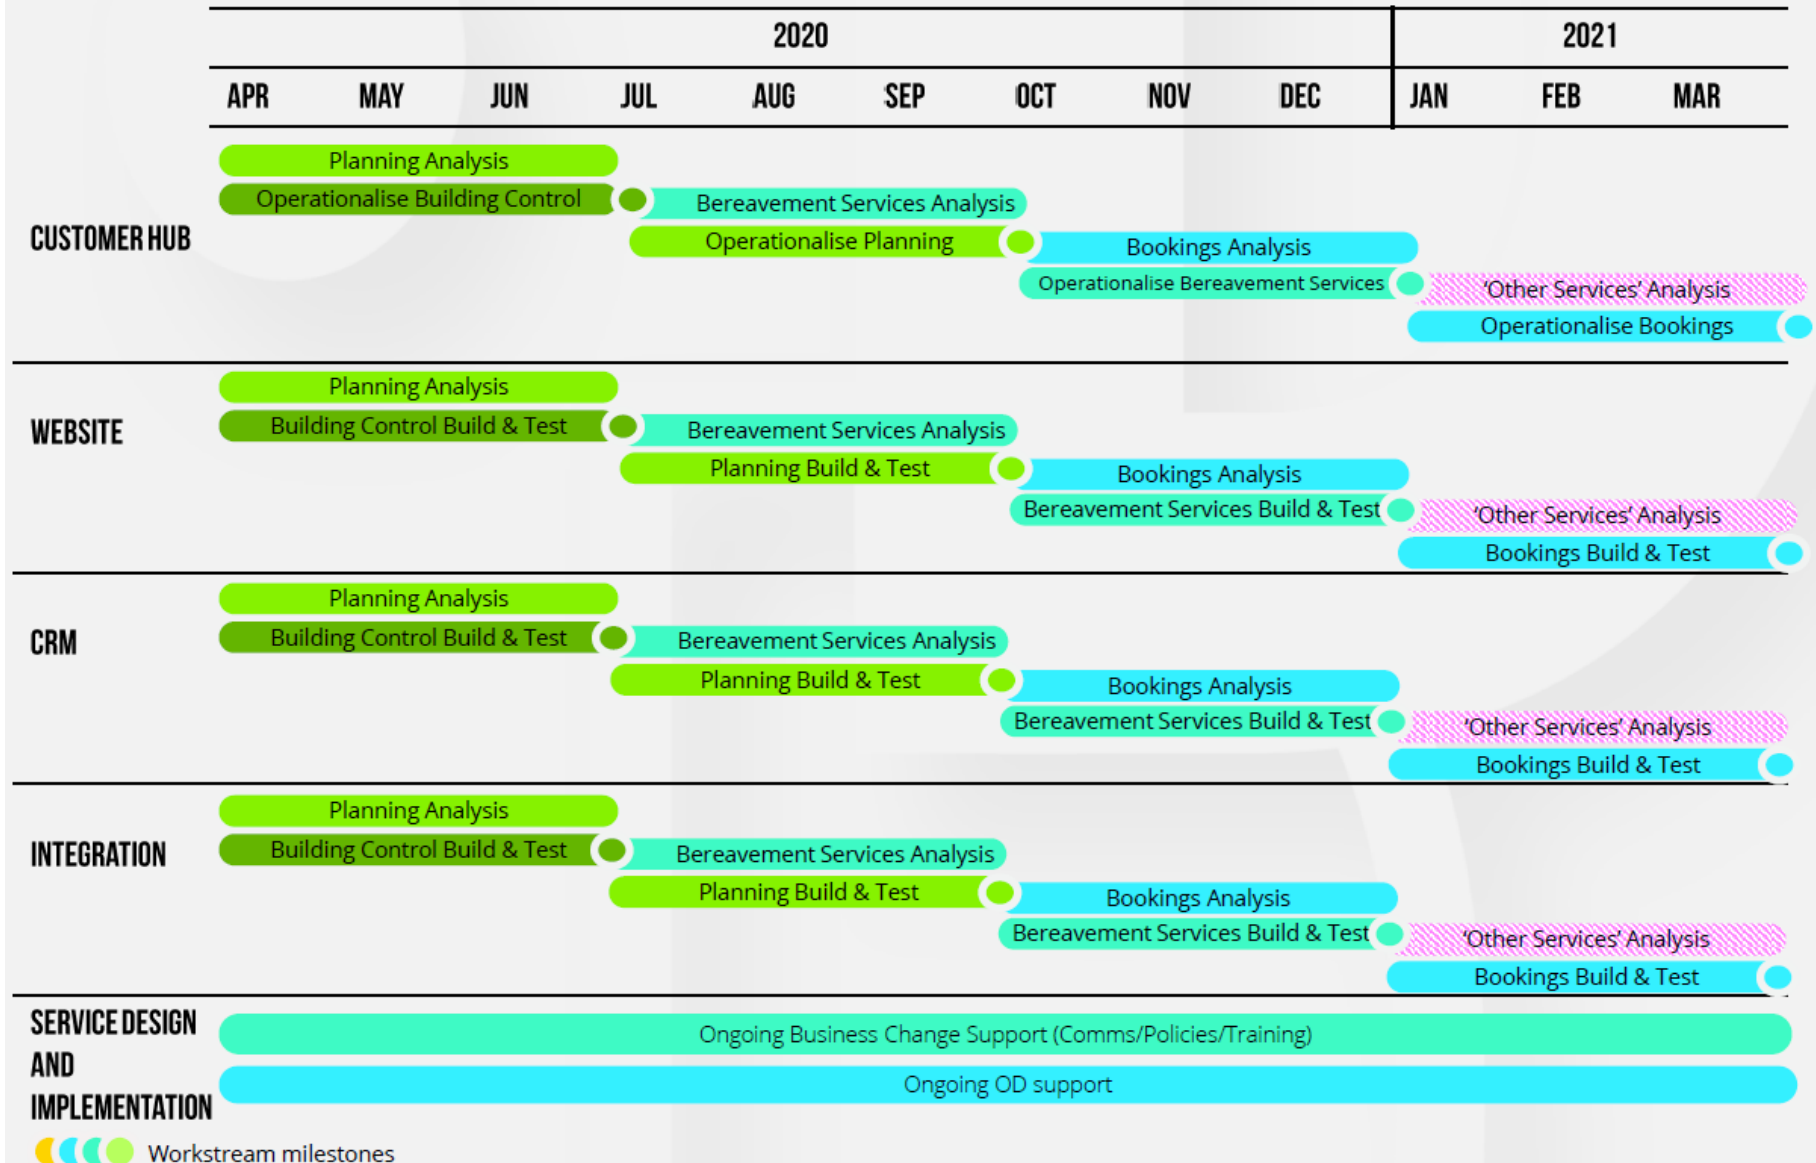 2020 2021
APR MAY JUN JUL AUG SEP OCT NOV DEC JAN FEB MAR
CUSTOMER HUB
Planning Analysis
Operationalise Building Control
Bereavement Services Analysis
Operationalise Planning
Bookings Analysis
Operationalise Bereavement Services
‘Other Services’ Analysis
Operationalise Bookings
WEBSITE
Planning Analysis
Building Control Build & Test
Bereavement Services Analysis
Planning Build & Test
Bookings Analysis
Bereavement Services Build & Test
‘Other Services’ Analysis
Bookings Build & Test
CRM
Planning Analysis
Building Control Build & Test
Bereavement Services Analysis
Planning Build & Test
Bookings Analysis
Bereavement Services Build & Test
‘Other Services’ Analysis
Bookings Build & Test
INTEGRATION
Planning Analysis
Building Control Build & Test
Bereavement Services Analysis
Planning Build & Test
Bookings Analysis
Bereavement Services Build & Test
‘Other Services’ Analysis
Bookings Build & Test
SERVICE DESIGN
AND
IMPLEMENTATION
Ongoing Business Change Support (Comms/Policies/Training)
Ongoing OD support
Workstream milestones